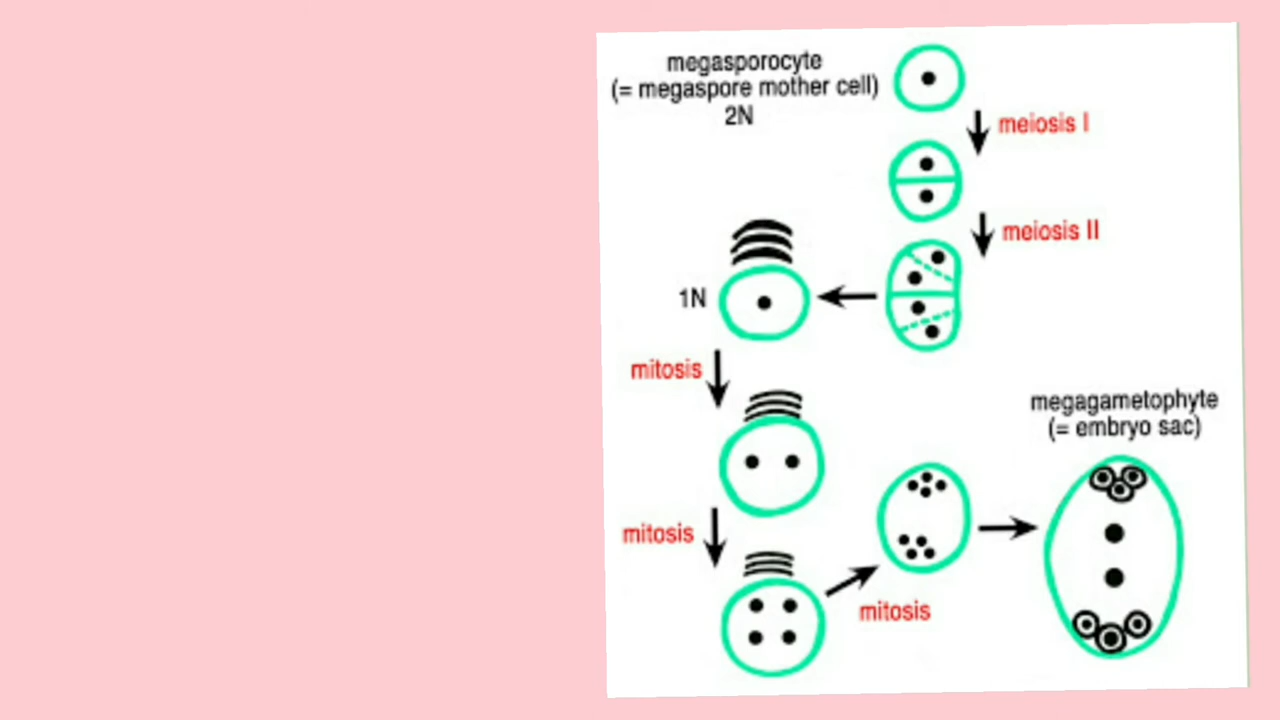 megasporocyte
(= megaspore mother cell)
2N
meiosis I
meiosis II
1N
mitosis
megagametophyte
(= embryo sac)
mitosis
mitosis